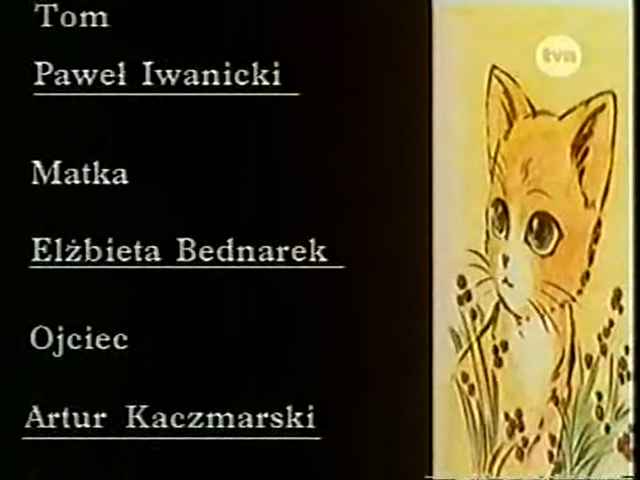 Tom
Paweł Iwanicki
Matka
Elżbieta Bednarek
Ojciec
Artur Kaczmarski
tvn